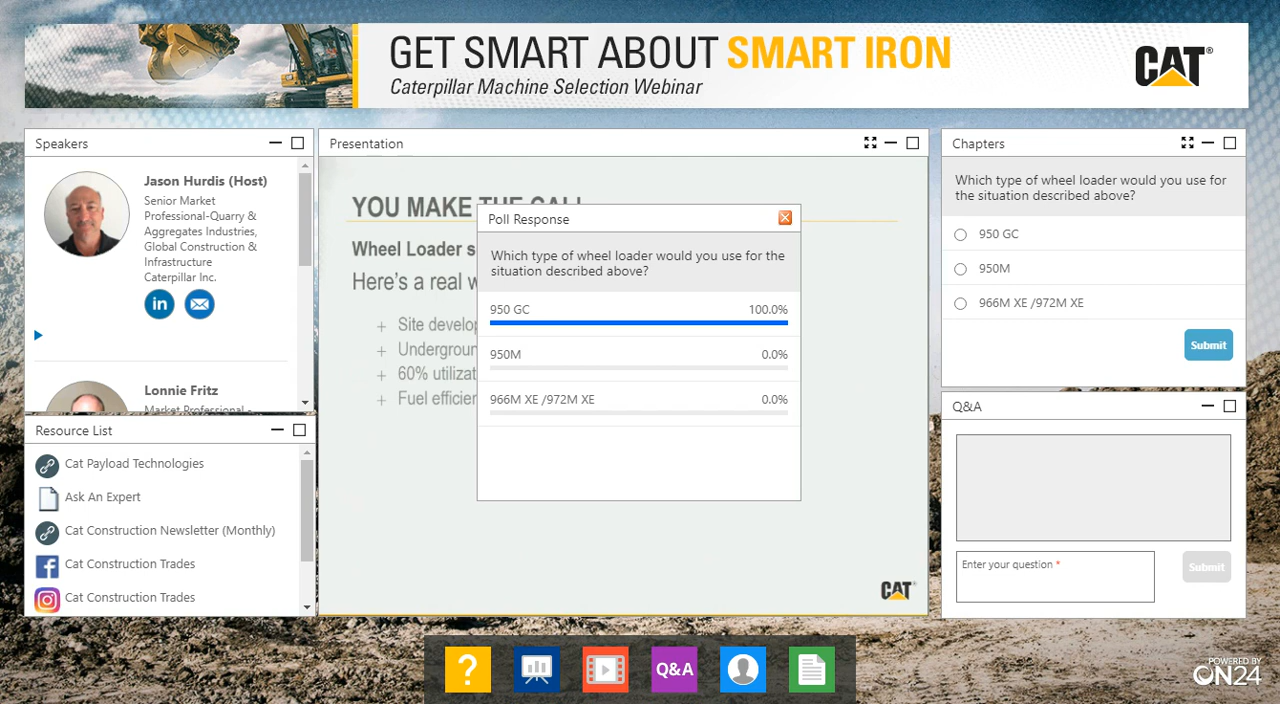 GET SMART ABOUT SMART IRON
Caterpillar Machine Selection Webinar
CAT®
Speakers
Jason Hurdis (Host)
Senior Market
Professional-Quarry &
Aggregates Industries,
Global Construction &
Infrastructure
Caterpillar Inc.
in
Lonnie Fritz
Market Professional -
Resource List
Cat Payload Technologies
Ask An Expert
Cat Construction Newsletter (Monthly)
Cat Construction Trades
Cat Construction Trades
Presentation
YOU MAKE THE CALL
Wheel Loader s
Here's a real w
+ Site develop
+ Undergroun
+ 60% utilizat
+ Fuel efficien
CAT
Poll Response
Which type of wheel loader would you use for the
situation described above?
950 GC 100.0%
950M 0.0%
966M XE /972M XE 0.0%
Chapters
Which type of wheel loader would you use for
the situation described above?
950 GC
950M
966M XE /972M XE
Submit
Q&A
Enter your question *
Submit
?
Q&A
POWERED BY
ON24